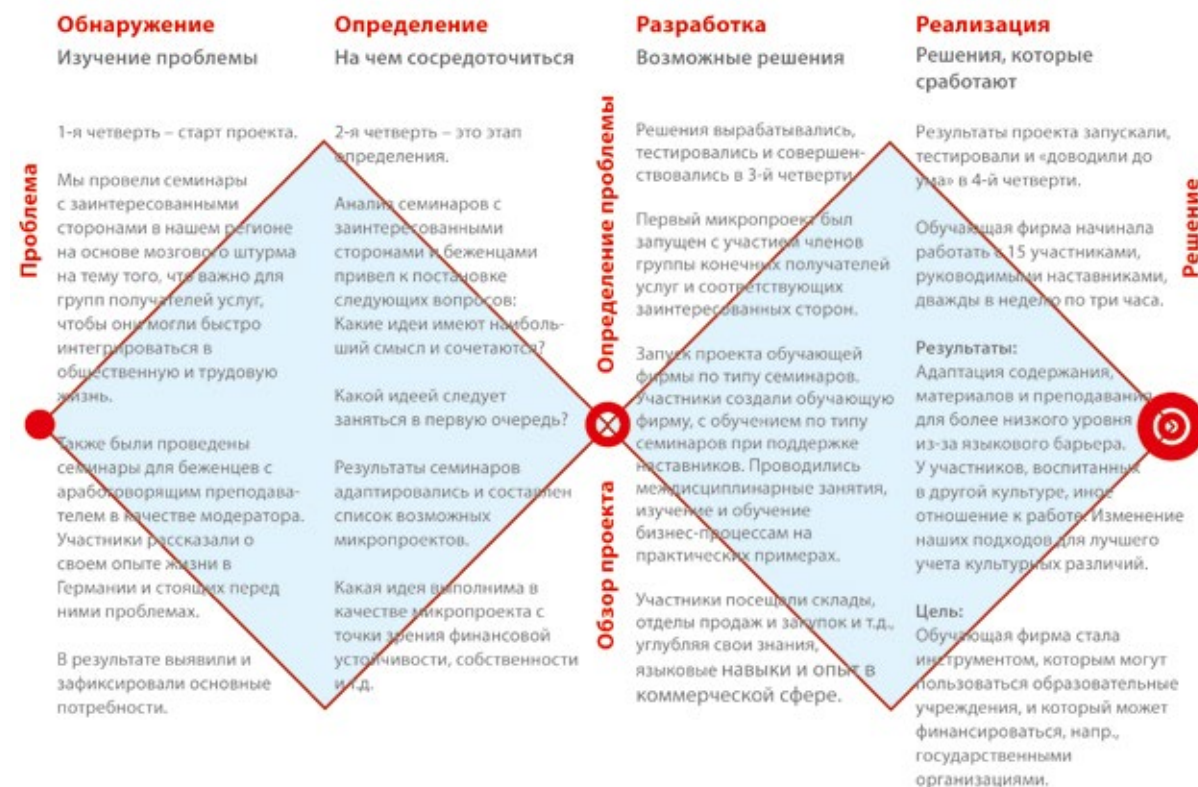 Обнаружение
Изучение проблемы
1-я четверть – старт проекта.
Мы провели семинары
с заинтересованными
сторонами в нашем регионе
на основе мозгового штурма
на тему того, что важно для
групп получателей услуг,
чтобы они могли быстро
интегрироваться в
общественную и трудовую
жизнь.
Также были проведены
семинары для беженцев с
арабоговорящим преподава-
телем в качестве модератора.
Участники рассказали о
своем опыте жизни в
Германии и стоящих перед
ними проблемах.
В результате выявили и
зафиксировали основные
потребности.
Определение
На чем сосредоточиться
2-я четверть – это этап
определения.
Анализ семинаров с
заинтересованными
сторонами и беженцами
привел к постановке
следующих вопросов:
Какие идеи имеют наиболь-
ший смысл и сочетаются?
Какой идеей следует
заняться в первую очередь?
Результаты семинаров
адаптировались и составлен
список возможных
микропроектов.
Какая идея выполнима в
качестве микропроекта с
точки зрения финансовой
устойчивости, собственности
и т.д.
Разработка
Возможные решения
Решения вырабатывались,
тестировались и совершен-
ствовались в 3-й четверти.
Первый микропроект был
запущен с участием членов
группы конечных получателей
услуг и соответствующих
заинтересованных сторон.
Запуск проекта обучающей
фирмы по типу семинаров.
Участники создали обучающую
фирму, с обучением по типу
семинаров при поддержке
наставников. Проводились
междисциплинарные занятия,
изучение и обучение
бизнес-процессам на
практических примерах.
Участники посещали склады,
отделы продаж и закупок и т.д.,
углубляя свои знания,
языковые навыки и опыт в
коммерческой сфере.
Реализация
Решения, которые
сработают
Результаты проекта запускали,
тестировали и «доводили до
ума» в 4-й четверти.
Обучающая фирма начинала
работать с 15 участниками,
руководимыми наставниками,
дважды в неделю по три часа.
Результаты:
Адаптация содержания,
материалов и преподавания
для более низкого уровня
из-за языкового барьера.
У участников, воспитанных
в другой культуре, иное
отношение к работе. Изменение
наших подходов для лучшего
учета культурных различий.
Цель:
Обучающая фирма стала
инструментом, которым могут
пользоваться образовательные
учреждения, и который может
финансироваться, напр.,
государственными
организациями.
Проблема
Определение проблемы
Обзор проекта
Решение